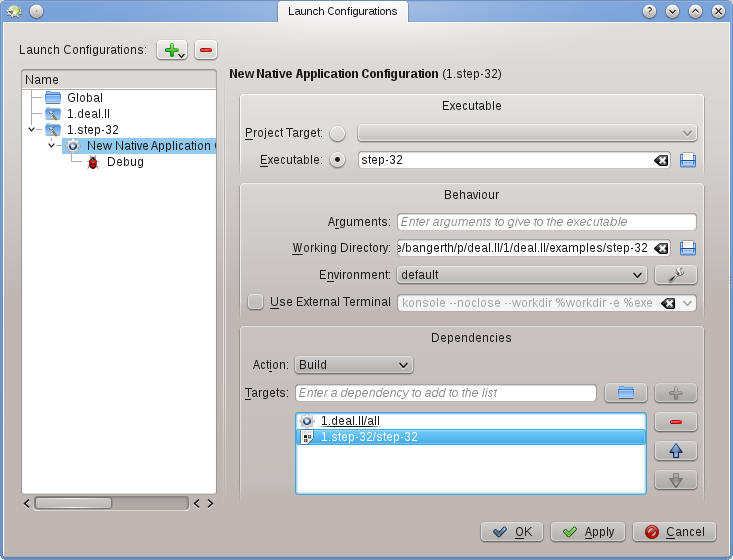 Launch Configurations
Launch Configurations:
Name
Global
1.deal.II
1.step-32
New Native Application
Debug
New Native Application Configuration (1.step-32)
Executable
Project Target:
Executable: step-32
Behaviour
Arguments: Enter arguments to give to the executable
Working Directory: e/bangerth/p/deal.II/1/deal.II/examples/step-32
Environment: default
Use External Terminal konsole --noclose --workdir %workdir -e %exe
Dependencies
Action: Build
Targets: Enter a dependency to add to the list
1.deal.II/all
1.step-32/step-32
OK Apply Cancel